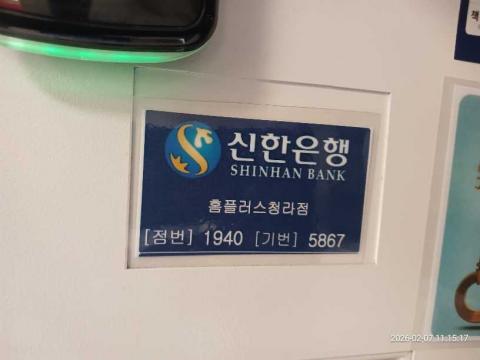 신한은행
SHINHAN BANK
홈플러스청라점
[점번] 1940 [기번] 5867
2026-02-07 11:15:17